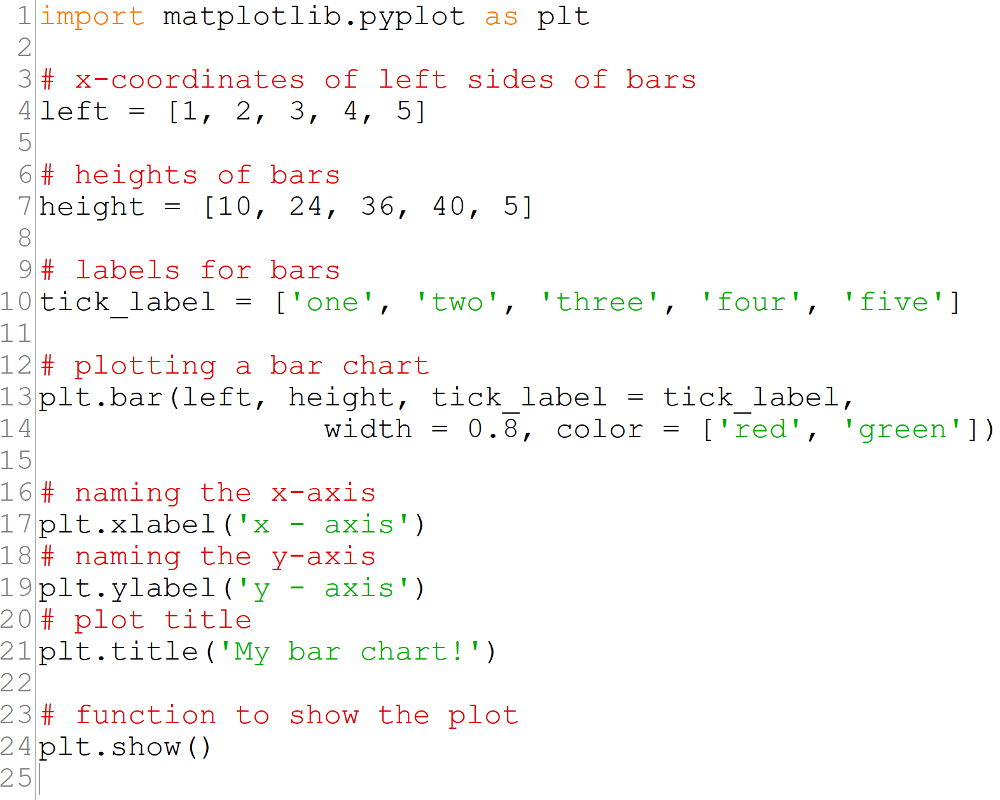 1 import matplotlib.pyplot as plt
2
3 # x-coordinates of left sides of bars
4 left = [1, 2, 3, 4, 5]
5
6 # heights of bars
7 height = [10, 24, 36, 40, 5]
8
9 # labels for bars
10 tick_label = ['one', 'two', 'three', 'four', 'five']
11
12 # plotting a bar chart
13 plt.bar(left, height, tick_label = tick_label,
14                 width = 0.8, color = ['red', 'green'])
15
16 # naming the x-axis
17 plt.xlabel('x - axis')
18 # naming the y-axis
19 plt.ylabel('y - axis')
20 # plot title
21 plt.title('My bar chart!')
22
23 # function to show the plot
24 plt.show()
25